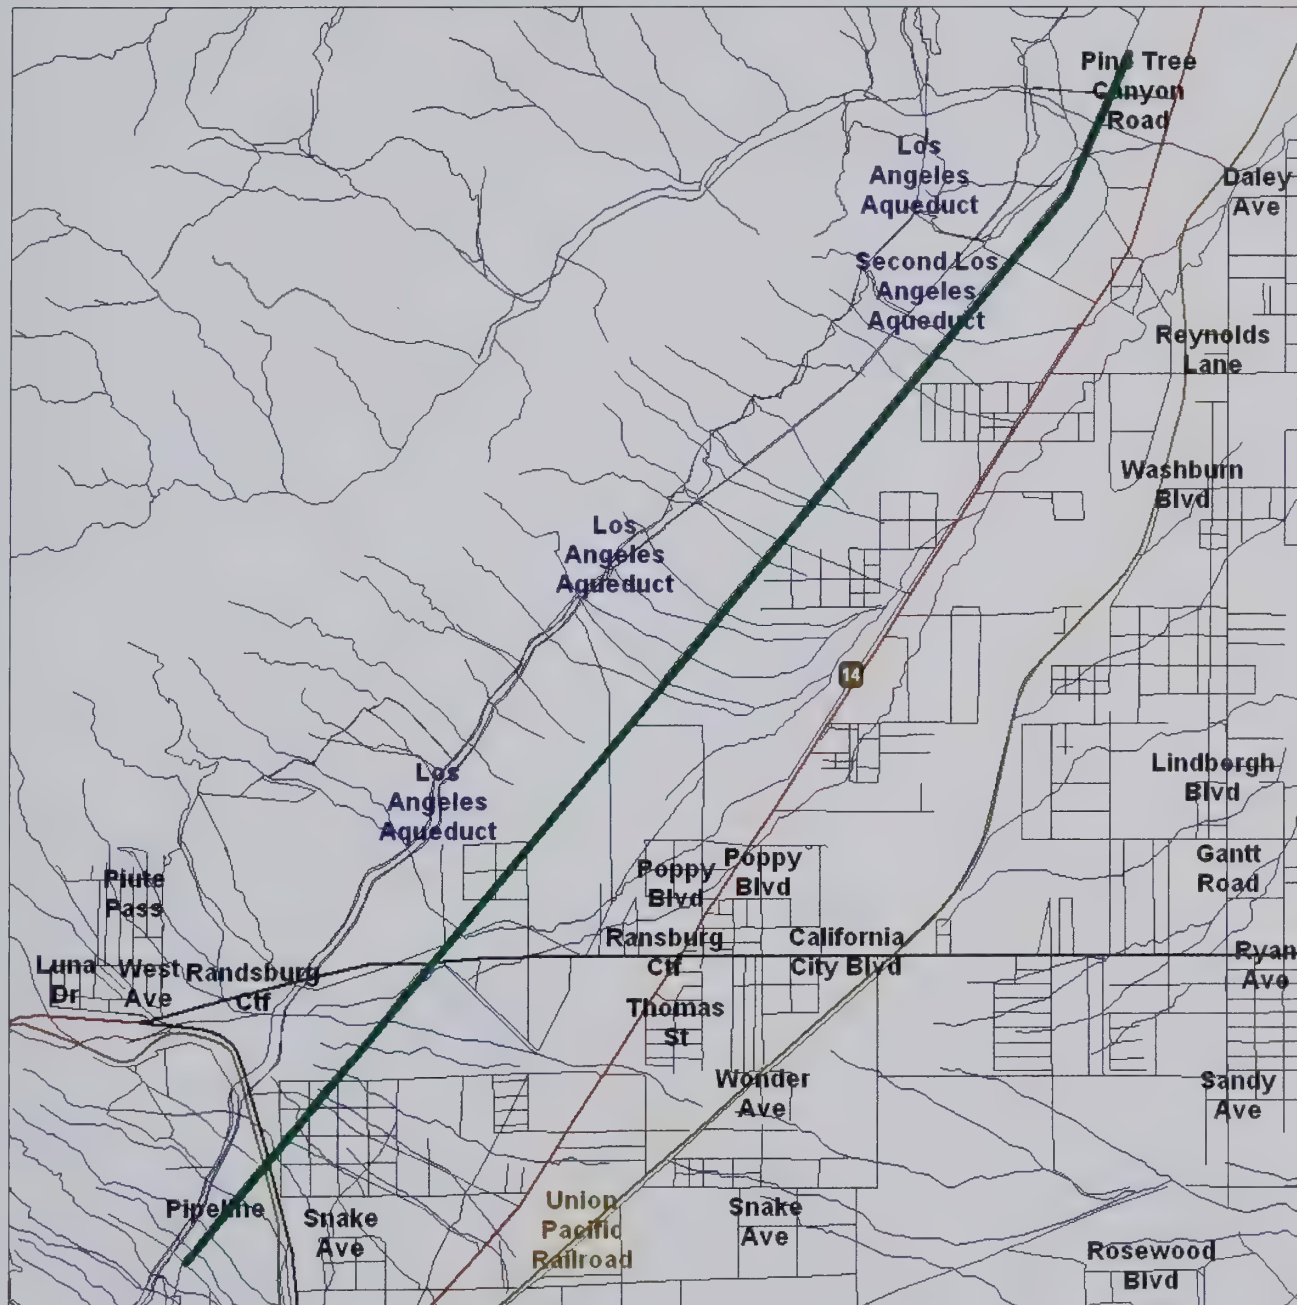 Pine Tree
Canyon
Road
Los
Angeles
Aqueduct
Daley
Ave
Second Los
Angeles
Aqueduct
Reynolds
Lane
Washburn
Blvd
Los
Angeles
Aqueduct
14
Los
Angeles
Aqueduct
Lindbergh
Blvd
Poppy
Blvd
Poppy
Blvd
Gantt
Road
Piute
Pass
Ransburg
Ctf
California
City Blvd
Ryan
Ave
Luna
Dr
West
Ave
Randsburg
Ctf
Thomas
St
Wonder
Ave
Sandy
Ave
Pipeline
Snake
Ave
Union
Pacific
Railroad
Snake
Ave
Rosewood
Blvd